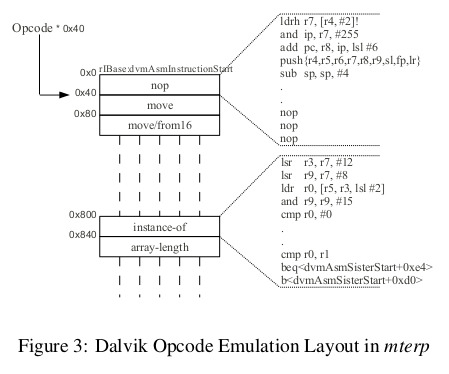 Opcode * 0x40
0x0
rIBase:dvmAsmInstructionStart
nop
0x40
move
0x80
move/from16
0x800
instance-of
0x840
array-length
ldrh r7, [r4, #2]!
and ip, r7, #255
add pc, r8, ip, lsl #6
push{r4,r5,r6,r7,r8,r9,sl,fp,lr}
sub sp, sp, #4
.
.
nop
nop
nop
lsr r3, r7, #12
lsr r9, r7, #8
ldr r0, [r5, r3, lsl #2]
and r9, r9, #15
cmp r0, #0
.
.
cmp r0, r1
beq<dvmAsmSisterStart+0xe4>
b<dvmAsmSisterStart+0xd0>
Figure 3: Dalvik Opcode Emulation Layout in mterp